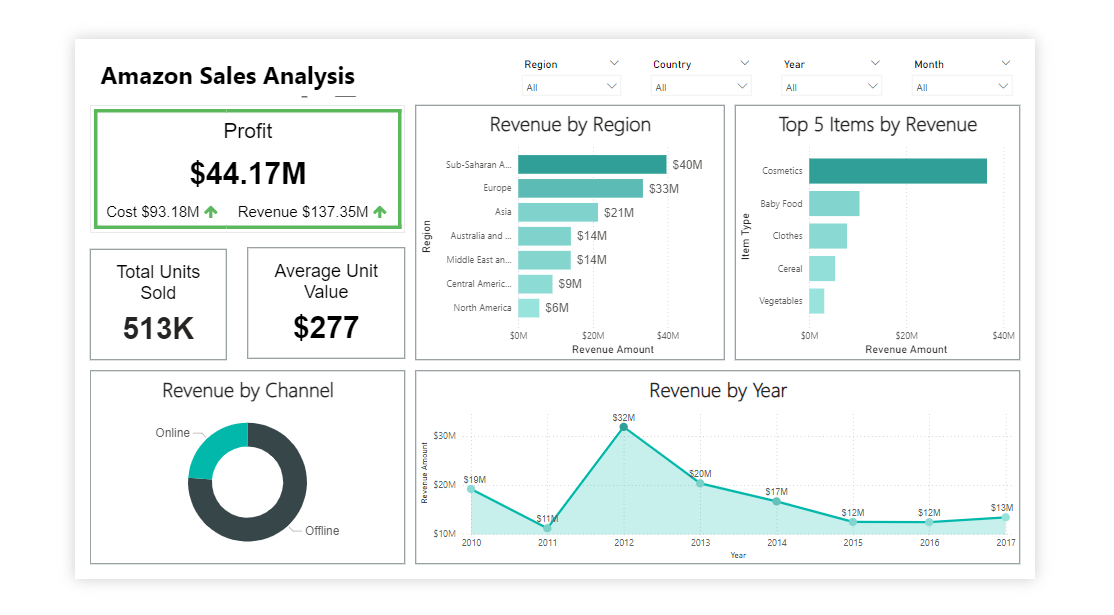 Amazon Sales Analysis
Region
Country
Year
Month
All
All
All
All
Profit
$44.17M
Cost $93.18M
Revenue $137.35M
Total Units
Sold
513K
Average Unit
Value
$277
Revenue by Region
Region
Sub-Saharan A...
$40M
Europe
$33M
Asia
$21M
Australia and ...
$14M
Middle East an...
$14M
Central Americ...
$9M
North America
$6M
$0M
$20M
$40M
Revenue Amount
Top 5 Items by Revenue
Item Type
Cosmetics
Baby Food
Clothes
Cereal
Vegetables
$0M
$20M
$40M
Revenue Amount
Revenue by Channel
Online
Offline
Revenue by Year
Revenue Amount
$30M
$20M
$10M
$19M
$11M
$32M
$20M
$17M
$12M
$12M
$13M
2010
2011
2012
2013
2014
2015
2016
2017
Year